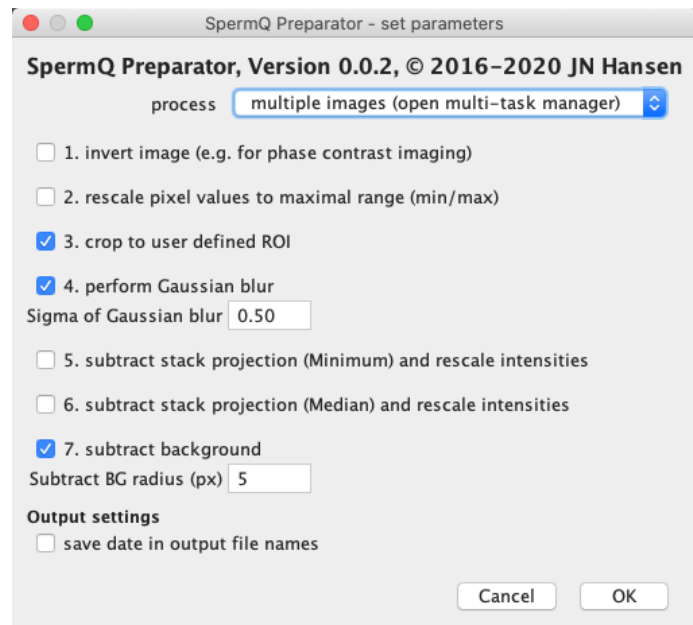 SpermQ Preparator - set parameters
SpermQ Preparator, Version 0.0.2, © 2016–2020 JN Hansen
process multiple images (open multi-task manager)
1. invert image (e.g. for phase contrast imaging)
2. rescale pixel values to maximal range (min/max)
3. crop to user defined ROI
4. perform Gaussian blur
Sigma of Gaussian blur 0.50
5. subtract stack projection (Minimum) and rescale intensities
6. subtract stack projection (Median) and rescale intensities
7. subtract background
Subtract BG radius (px) 5
Output settings
save date in output file names
Cancel OK